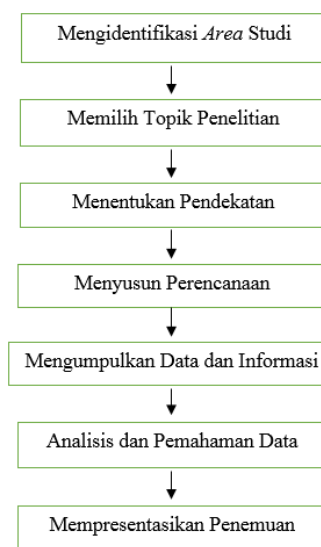 Mengidentifikasi Area Studi
Memilih Topik Penelitian
Menentukan Pendekatan
Menyusun Perencanaan
Mengumpulkan Data dan Informasi
Analisis dan Pemahaman Data
Mempresentasikan Penemuan